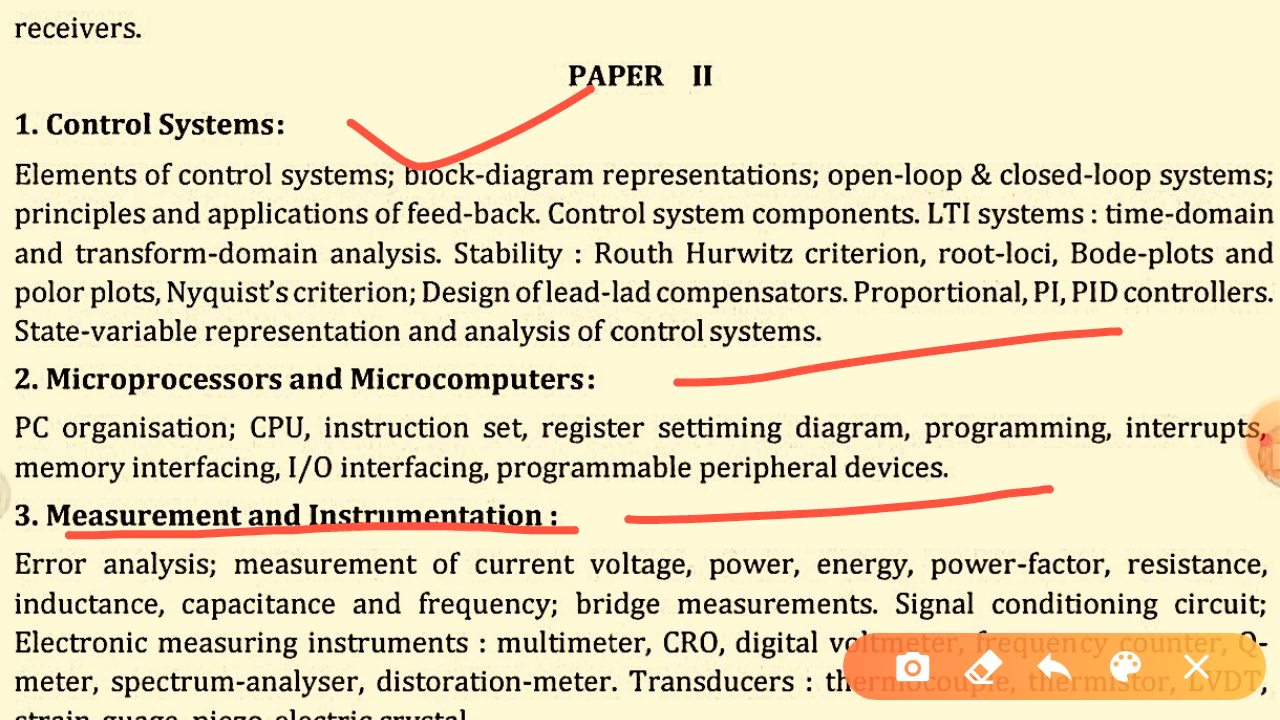 receivers.
PAPER II
1. Control Systems:
Elements of control systems; block-diagram representations; open-loop & closed-loop systems;
principles and applications of feed-back. Control system components. LTI systems : time-domain
and transform-domain analysis. Stability : Routh Hurwitz criterion, root-loci, Bode-plots and
polor plots, Nyquist's criterion; Design of lead-lad compensators. Proportional, PI, PID controllers.
State-variable representation and analysis of control systems.
2. Microprocessors and Microcomputers:
PC organisation; CPU, instruction set, register settiming diagram, programming, interrupts,
memory interfacing, I/O interfacing, programmable peripheral devices.
3. Measurement and Instrumentation :
Error analysis; measurement of current voltage, power, energy, power-factor, resistance,
inductance, capacitance and frequency; bridge measurements. Signal conditioning circuit;
Electronic measuring instruments : multimeter, CRO, digital voltmeter, frequency counter, Q-
meter, spectrum-analyser, distoration-meter. Transducers : thermocouple, thermistor, LVDT,
strain-guage, piezo-electric crystal.